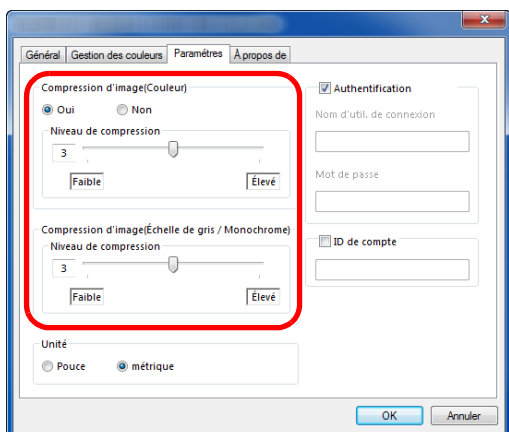 Général Gestion des couleurs Paramétres À propos de
Compression d'image(Couleur)
Oui Non
Niveau de compression
3
Faible Élevé
Compression d'image(Échelle de gris / Monochrome)
Niveau de compression
3
Faible Élevé
Unité
Pouce métrique
Authentification
Nom d'util. de connexion
Mot de passe
ID de compte
OK Annuler